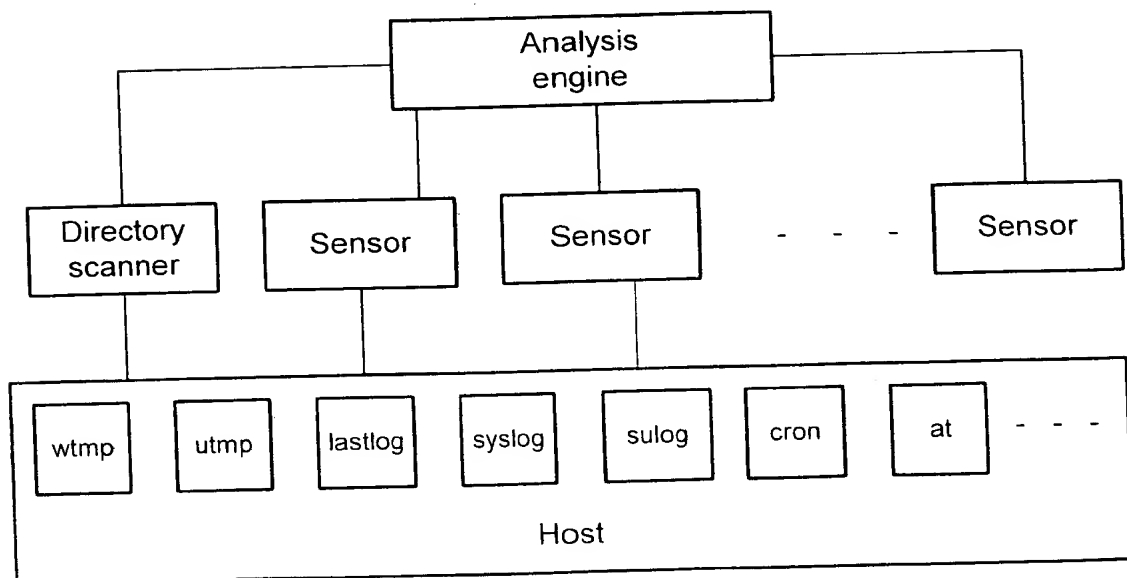 Analysis
engine
Directory
scanner
Sensor
Sensor
- - - -
Sensor
wtmp
utmp
lastlog
syslog
sulog
cron
at
- - - -
Host